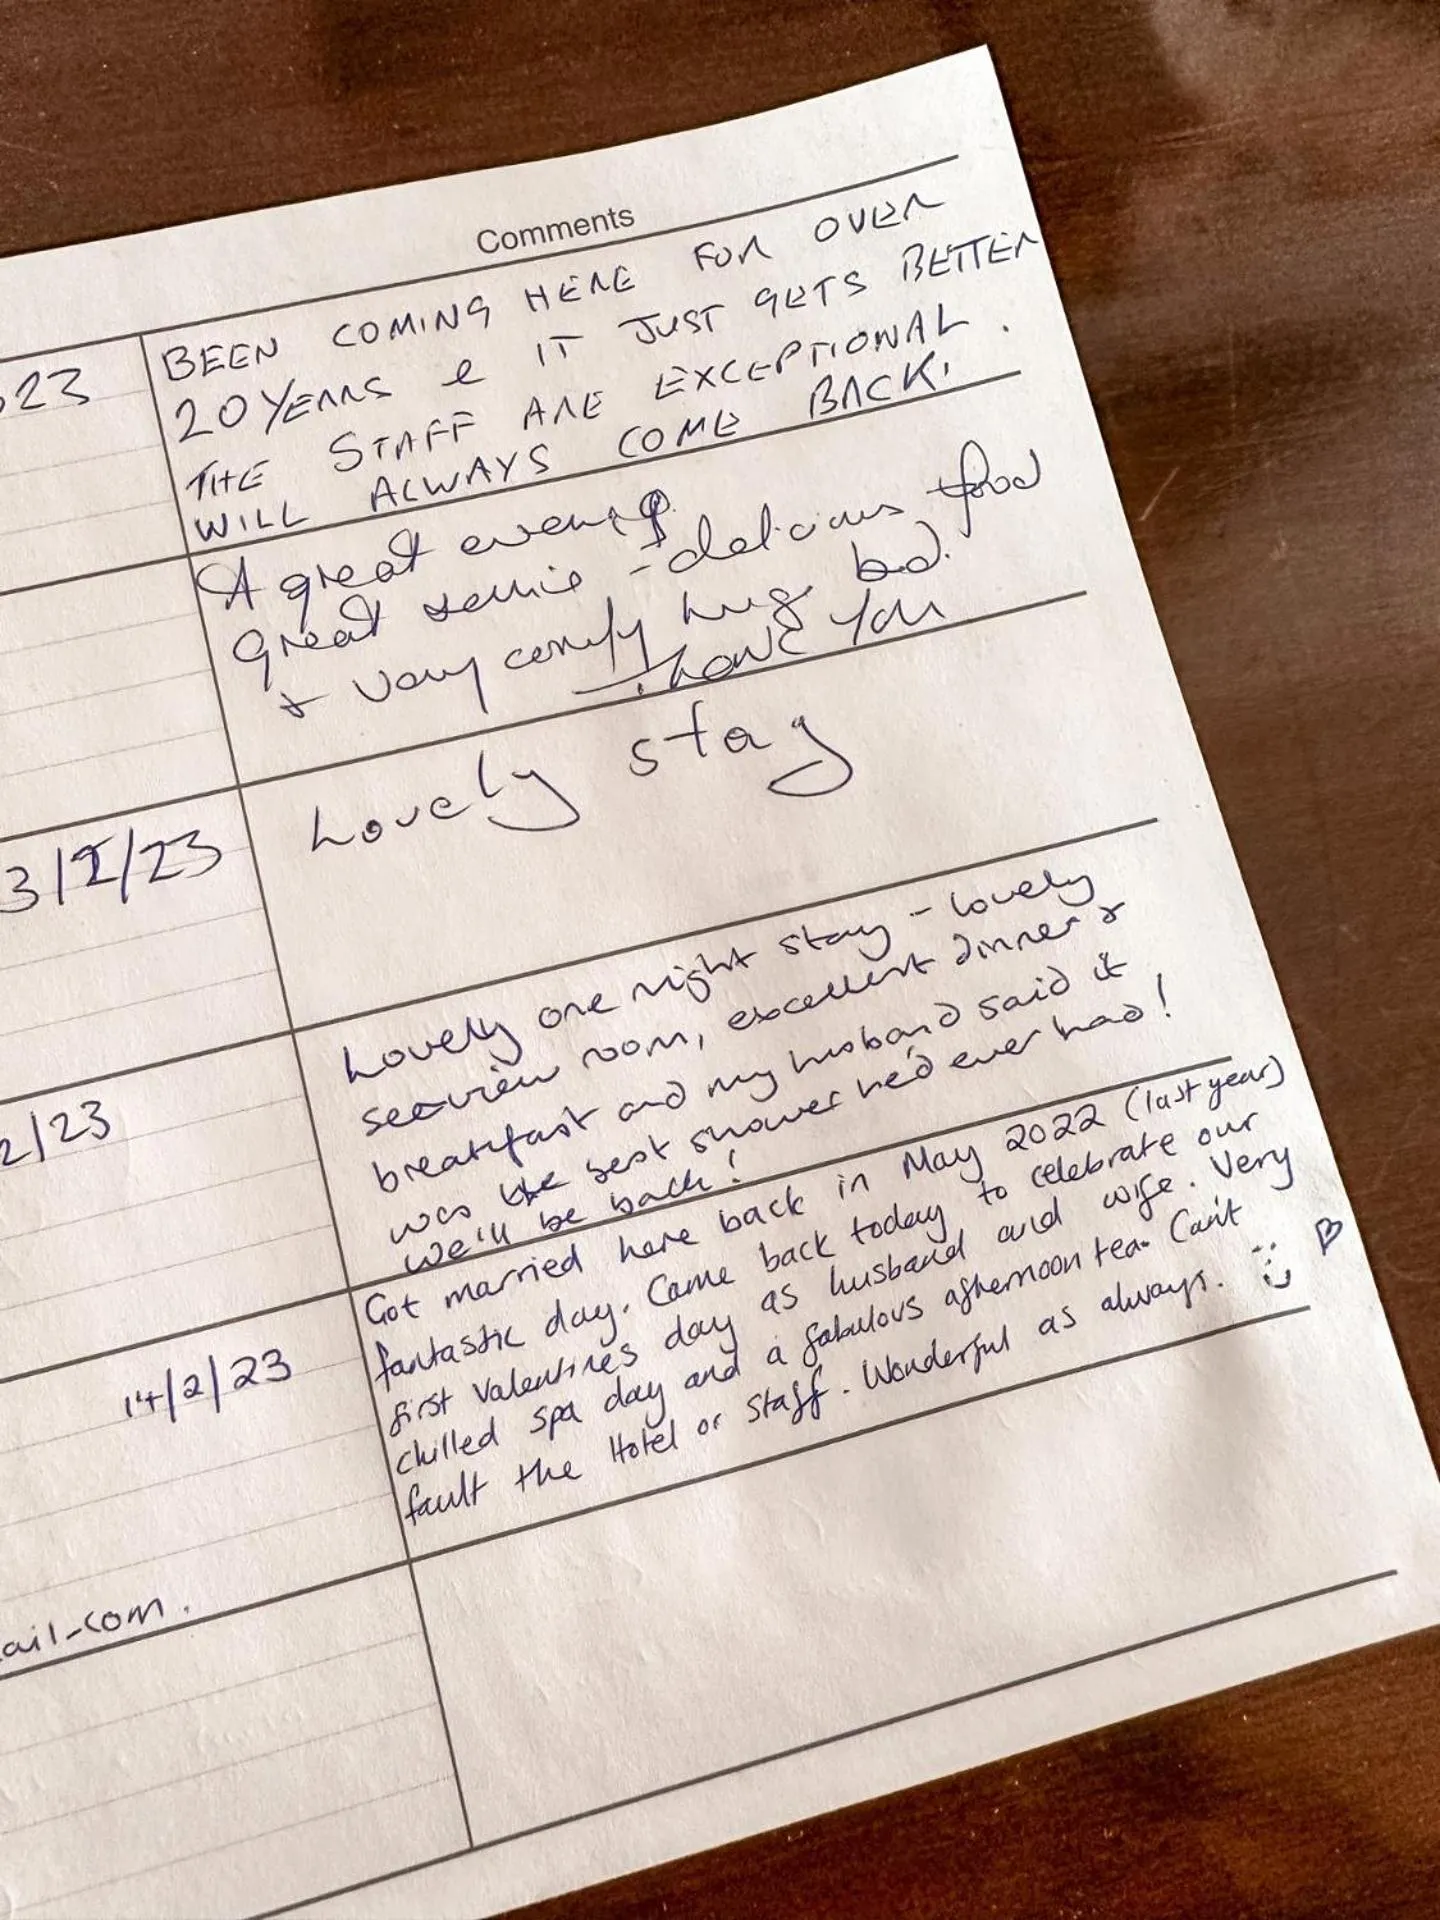 Comments
23
BEEN COMING HERE FOR OVER
20 YEARS & IT JUST GETS BETTER
THE STAFF ARE EXCEPTIONAL.
WILL ALWAYS COME BACK.
A great evening
great service - delicious food
+ very comfy huge bed.
Thank you
3/2/23
Lovely stay
2/23
Lovely one night stay - lovely
seaview room, excellent dinner &
breakfast and my husband said it
was the best shower he'd ever had!
we'll be back!
14/2/23
Got married here back in May 2022 (last year)
fantastic day. Came back today to celebrate our
first valentines day as husband and wife. Very
chilled spa day and a fabulous afternoon tea. Can't
fault the Hotel or Staff. Wonderful as always.
ail.com.